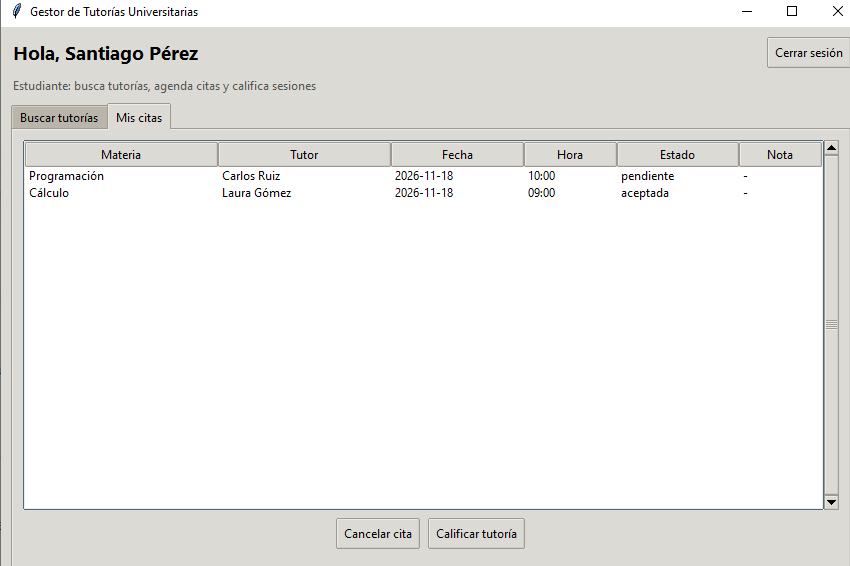 Gestor de Tutorías Universitarias
Hola, Santiago Pérez
Cerrar sesión
Estudiante: busca tutorías, agenda citas y califica sesiones
Buscar tutorías Mis citas
Materia Tutor Fecha Hora Estado Nota
Programación Carlos Ruiz 2026-11-18 10:00 pendiente -
Cálculo Laura Gómez 2026-11-18 09:00 aceptada -
Cancelar cita Calificar tutoría